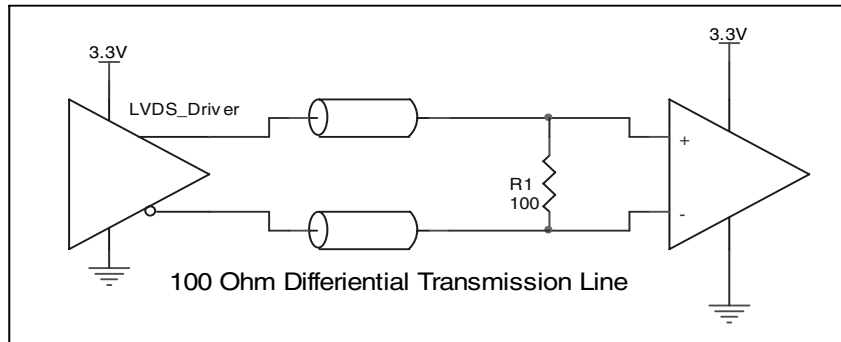 3.3V
3.3V
LVDS_Driver
+
R1
100
-
100 Ohm Differiential Transmission Line